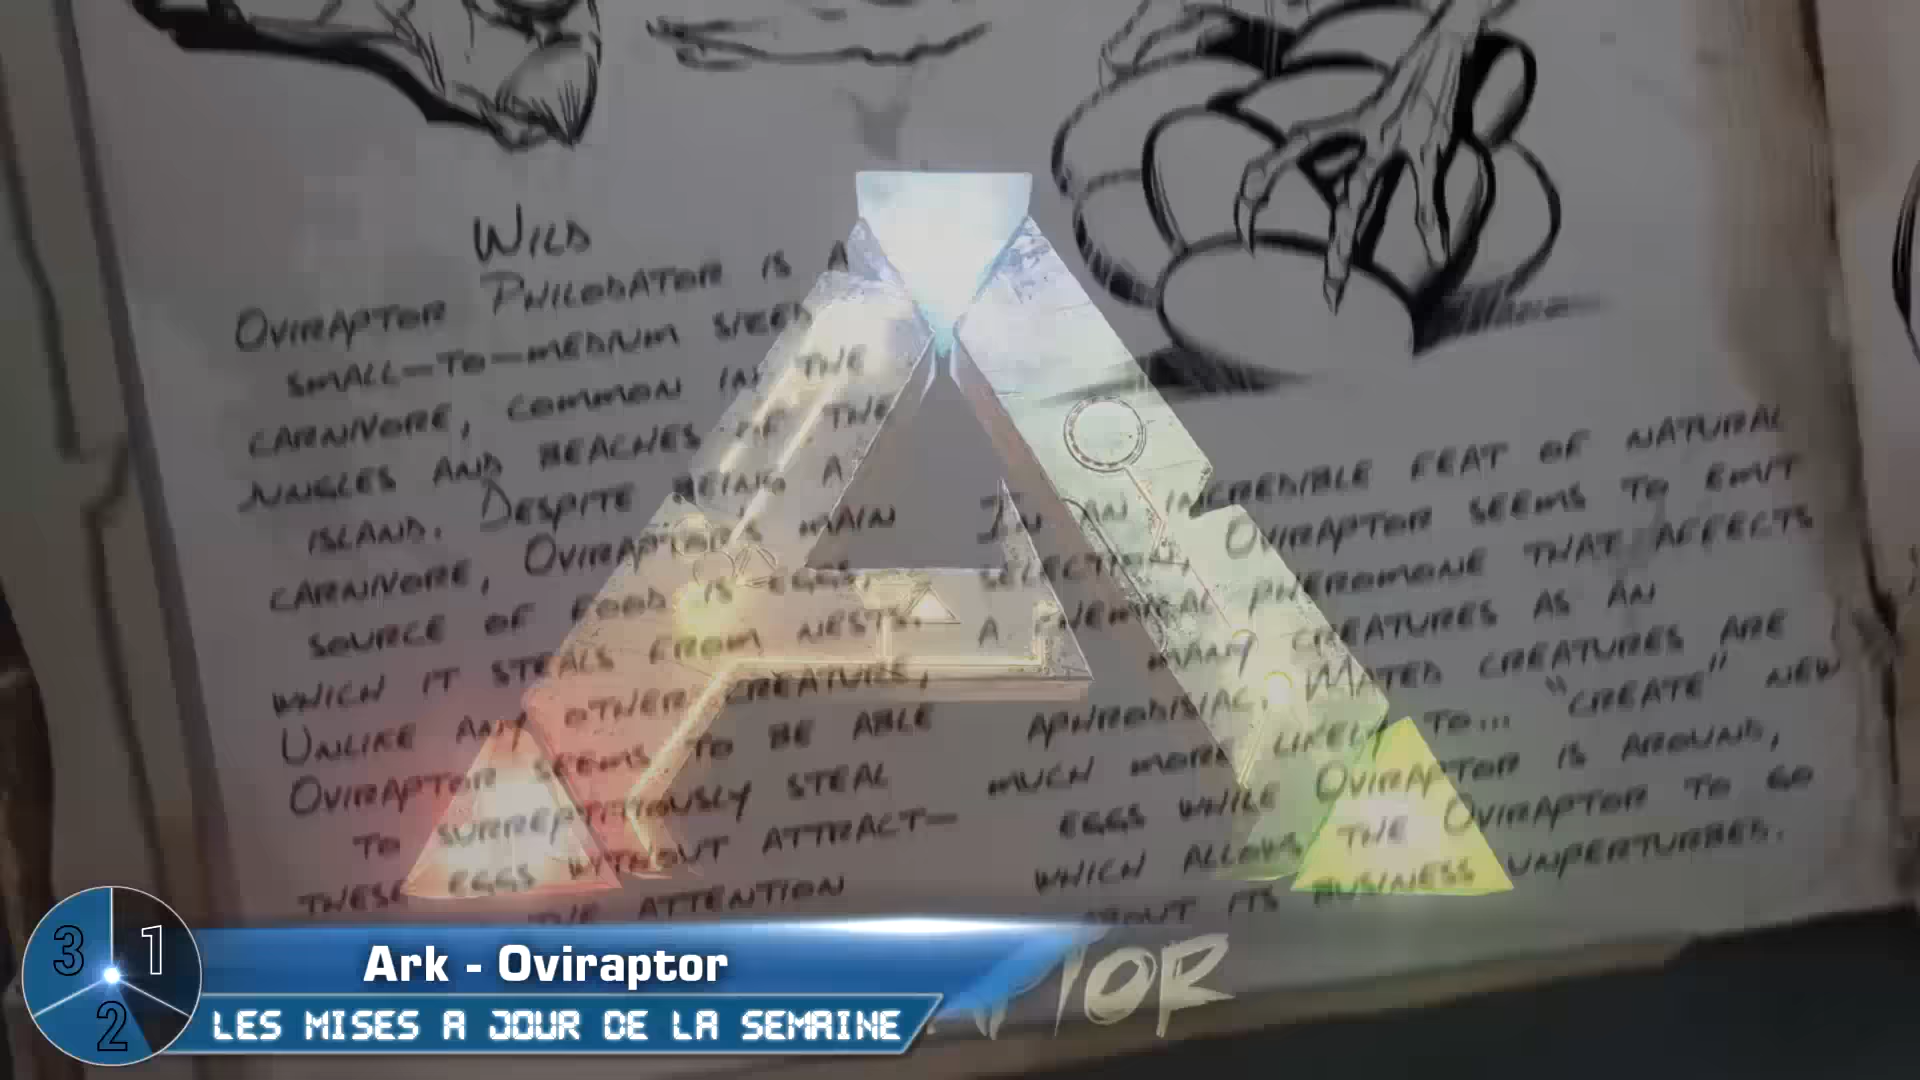 WILD
OVIRAPTOR PHILODATOR IS A
SMALL-TO-MEDIUM SIZED
CARNIVORE, COMMON IN THE
JUNGLES AND BEACHES OF THE
ISLAND. DESPITE BEING A
CARNIVORE, OVIRAPTOR'S MAIN
SOURCE OF FOOD IS EGGS,
WHICH IT STEALS FROM NESTS.
UNLIKE ANY OTHER CREATURE,
OVIRAPTOR SEEMS TO BE ABLE
TO SURREPTITIOUSLY STEAL
THESE EGGS WITHOUT ATTRACT-
THE ATTENTION
IN AN INCREDIBLE FEAT OF NATURAL
SELECTION, OVIRAPTOR SEEMS TO EMIT
A CHEMICAL PHEROMONE THAT AFFECTS
MANY CREATURES AS AN
APHRODISIAC. MATED CREATURES ARE
MUCH MORE LIKELY TO... "CREATE" NEW
EGGS WHILE OVIRAPTOR IS AROUND,
WHICH ALLOWS THE OVIRAPTOR TO GO
ABOUT ITS BUSINESS UNPERTURBED.
PTOR
3 1
2
Ark - Oviraptor
LES MISES A JOUR DE LA SEMAINE